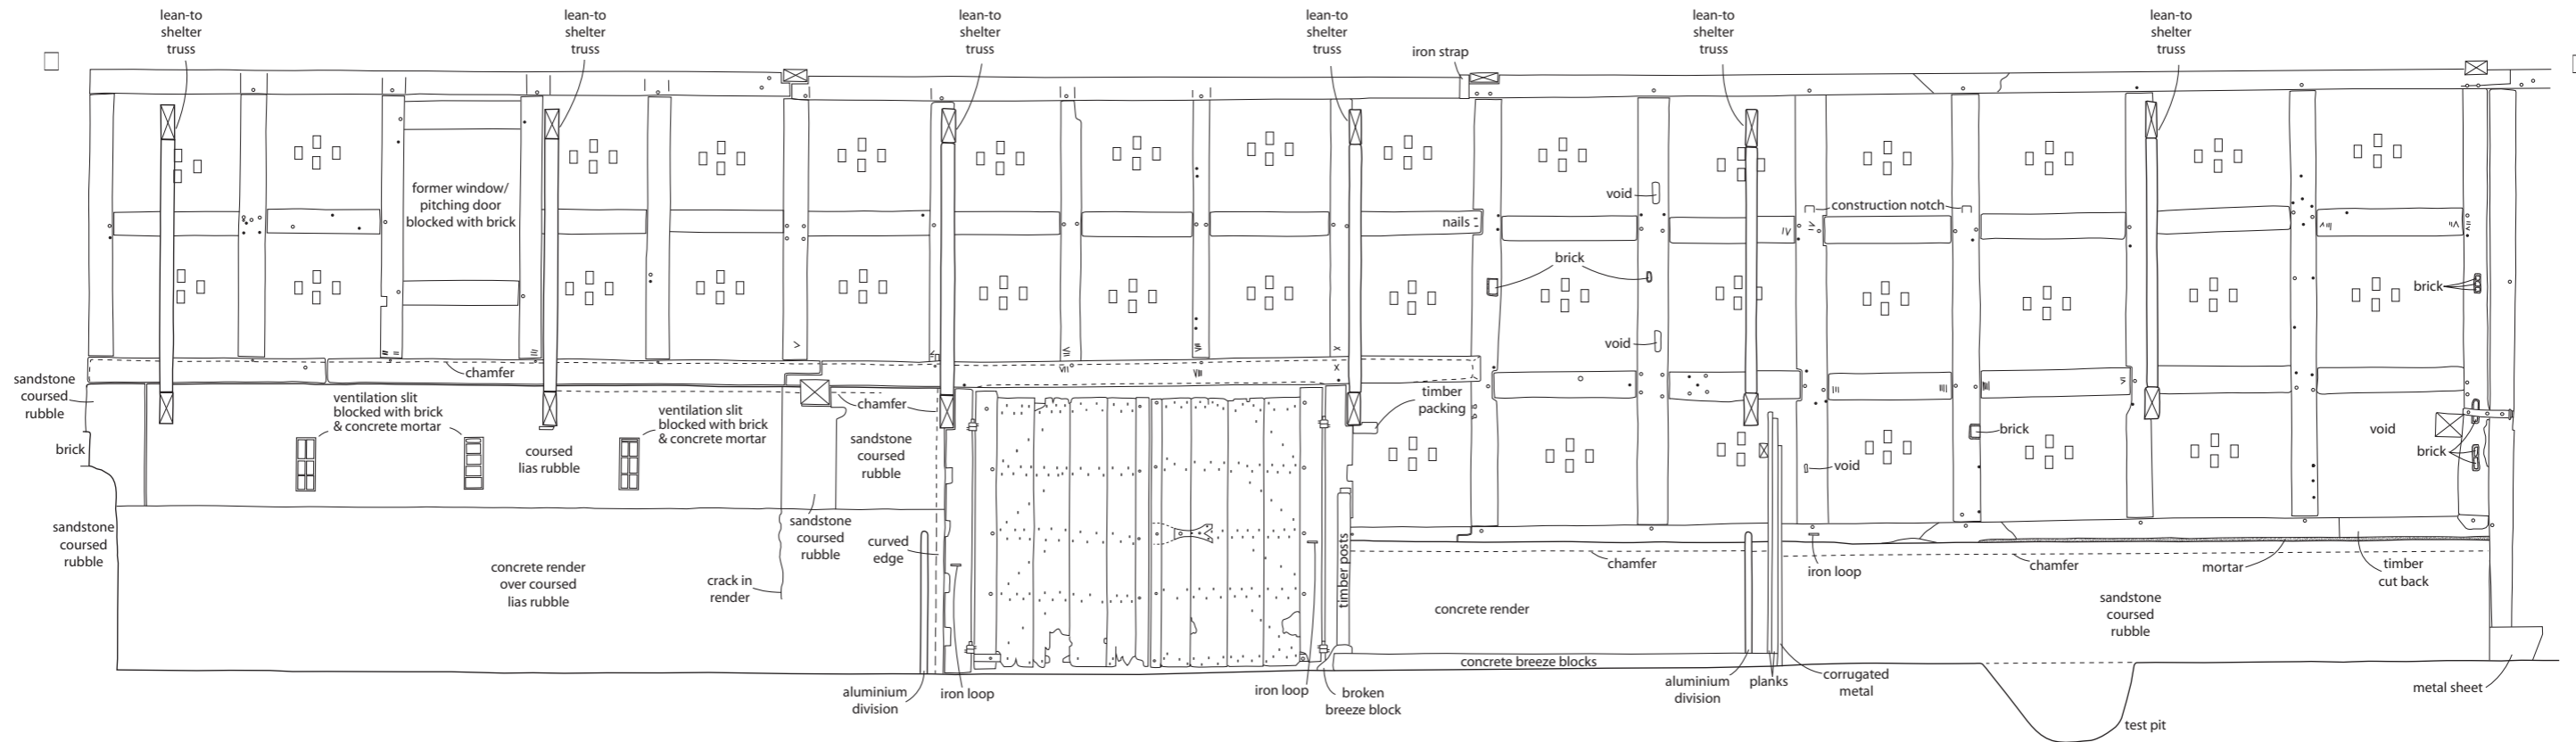 lean-to
shelter
truss
lean-to
shelter
truss
lean-to
shelter
truss
lean-to
shelter
truss
lean-to
shelter
truss
lean-to
shelter
truss
iron strap
former window/
pitching door
blocked with brick
void
construction notch
nails
IV
brick
brick
void
V
VII
VII
VIII
X
X
chamfer
sandstone
coursed
rubble
ventilation slit
blocked with brick
& concrete mortar
ventilation slit
blocked with brick
& concrete mortar
chamfer
timber
packing
III
IIII
brick
coursed
lias rubble
sandstone
coursed
rubble
brick
void
brick
void
sandstone
coursed
rubble
sandstone
coursed
rubble
curved
edge
timber posts
chamfer
iron loop
chamfer
mortar
timber
cut back
concrete render
over coursed
lias rubble
crack in
render
concrete render
sandstone
coursed
rubble
concrete breeze blocks
aluminium
division
iron loop
iron loop
broken
breeze block
aluminium
division
planks
corrugated
metal
metal sheet
test pit